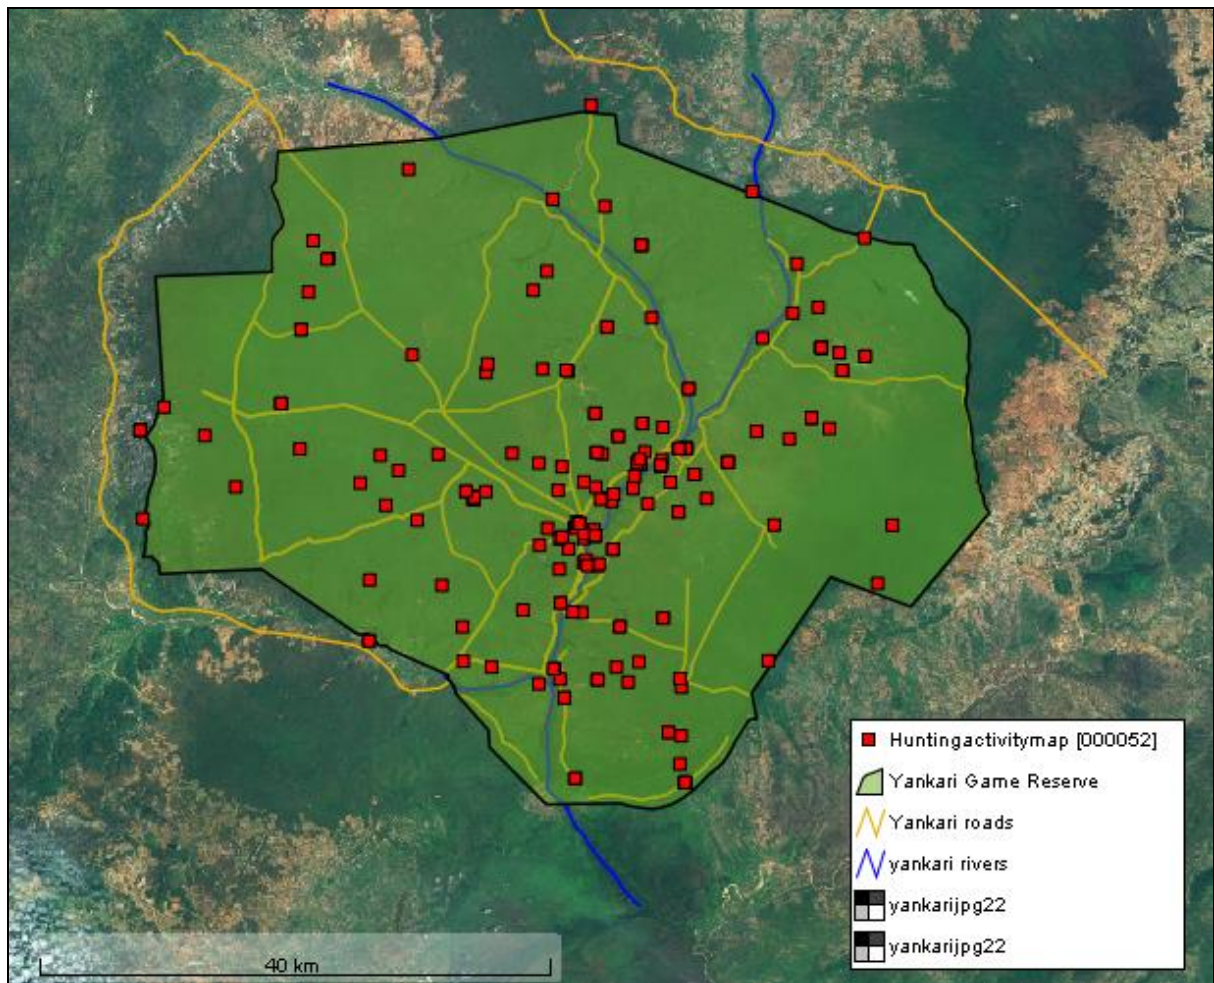 Huntingactivitymap [000052]
Yankari Game Reserve
Yankari roads
yankari rivers
yankarijpg22
yankarijpg22
40 km